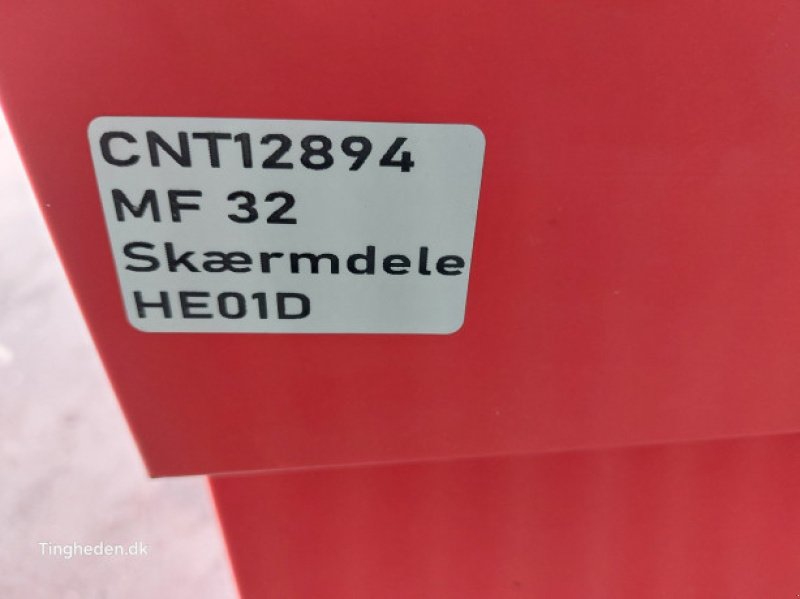 CNT12894
MF 32
Skærmdele
HE01D
Tingheden.dk